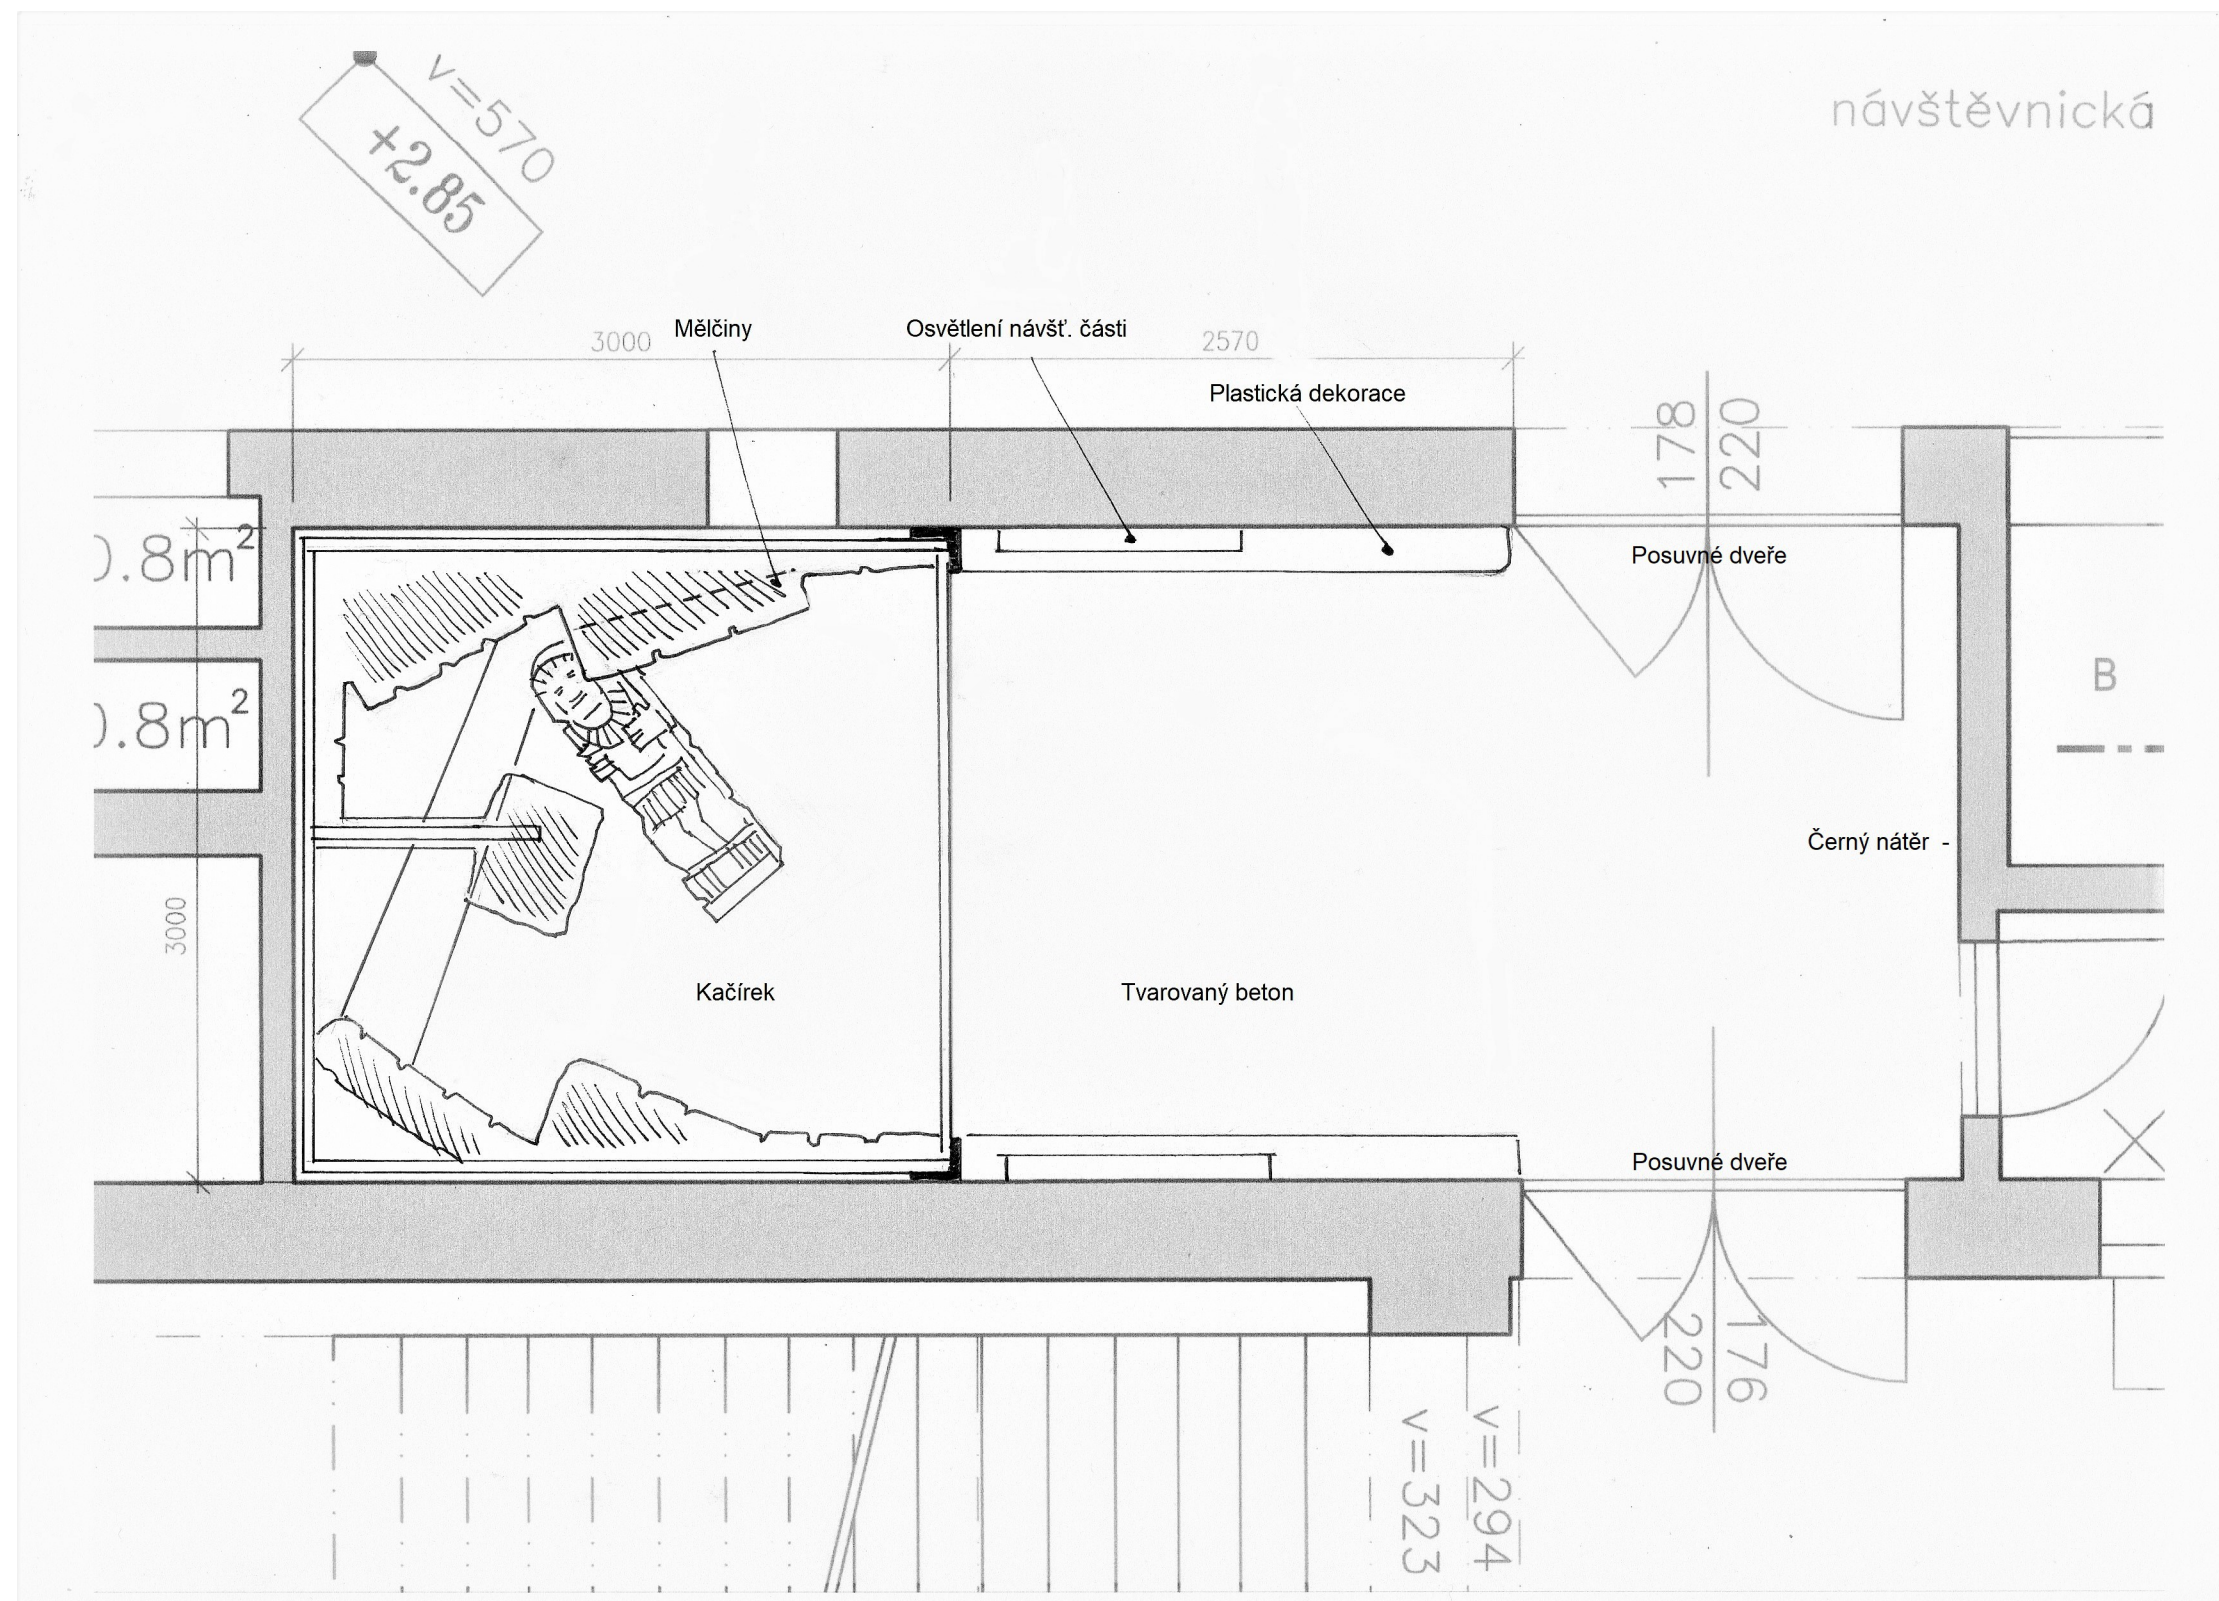 v=570
+2.85
návštěvnická
3000
Mělčiny
Osvětlení návšť. části
2570
Plastická dekorace
178
220
0.8m²
Posuvné dveře
B
0.8m²
Černý nátěr -
3000
Kačírek
Tvarovaný beton
Posuvné dveře
176
220
v=323
v=294